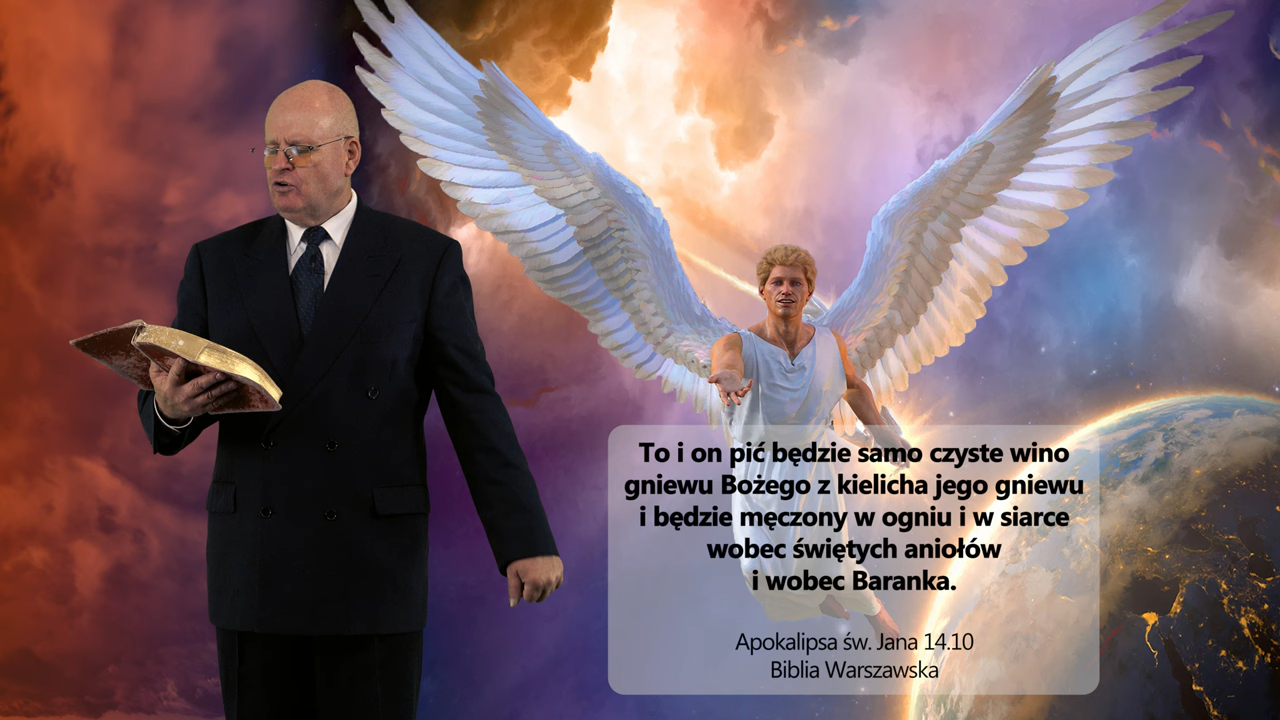 To i on pić będzie samo czyste wino
gniewu Bożego z kielicha jego gniewu
i będzie męczony w ogniu i w siarce
wobec świętych aniołów
i wobec Baranka.
Apokalipsa św. Jana 14.10
Biblia Warszawska